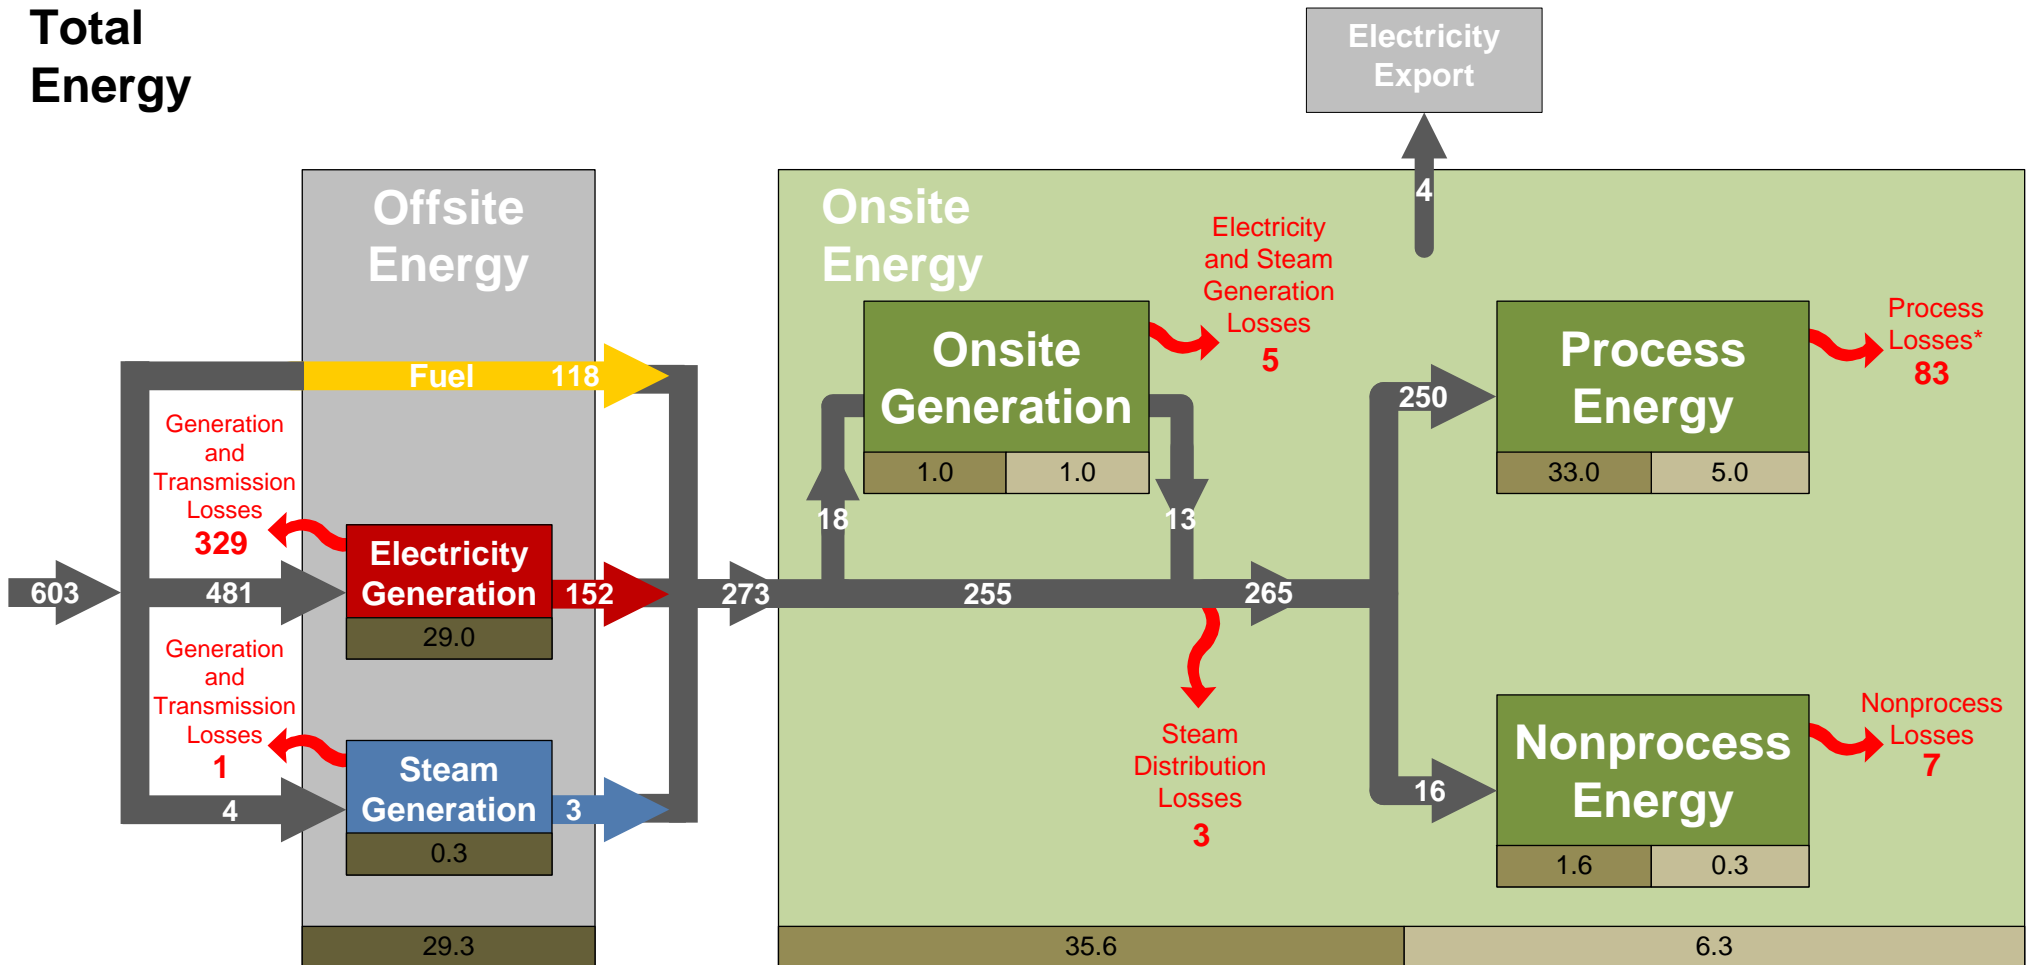 Total
Energy
Electricity
Export
4
Offsite
Energy
Onsite
Energy
Electricity
and Steam
Generation
Losses
5
Onsite
Generation
1.0 1.0
Process
Energy
33.0 5.0
Process
Losses*
83
Fuel 118
Generation
and
Transmission
Losses
329
250
18
13
603
481
Electricity
Generation
29.0
152
273
255
265
Generation
and
Transmission
Losses
1
4
Steam
Generation
0.3
3
Steam
Distribution
Losses
3
16
Nonprocess
Energy
1.6 0.3
Nonprocess
Losses
7
29.3
35.6
6.3